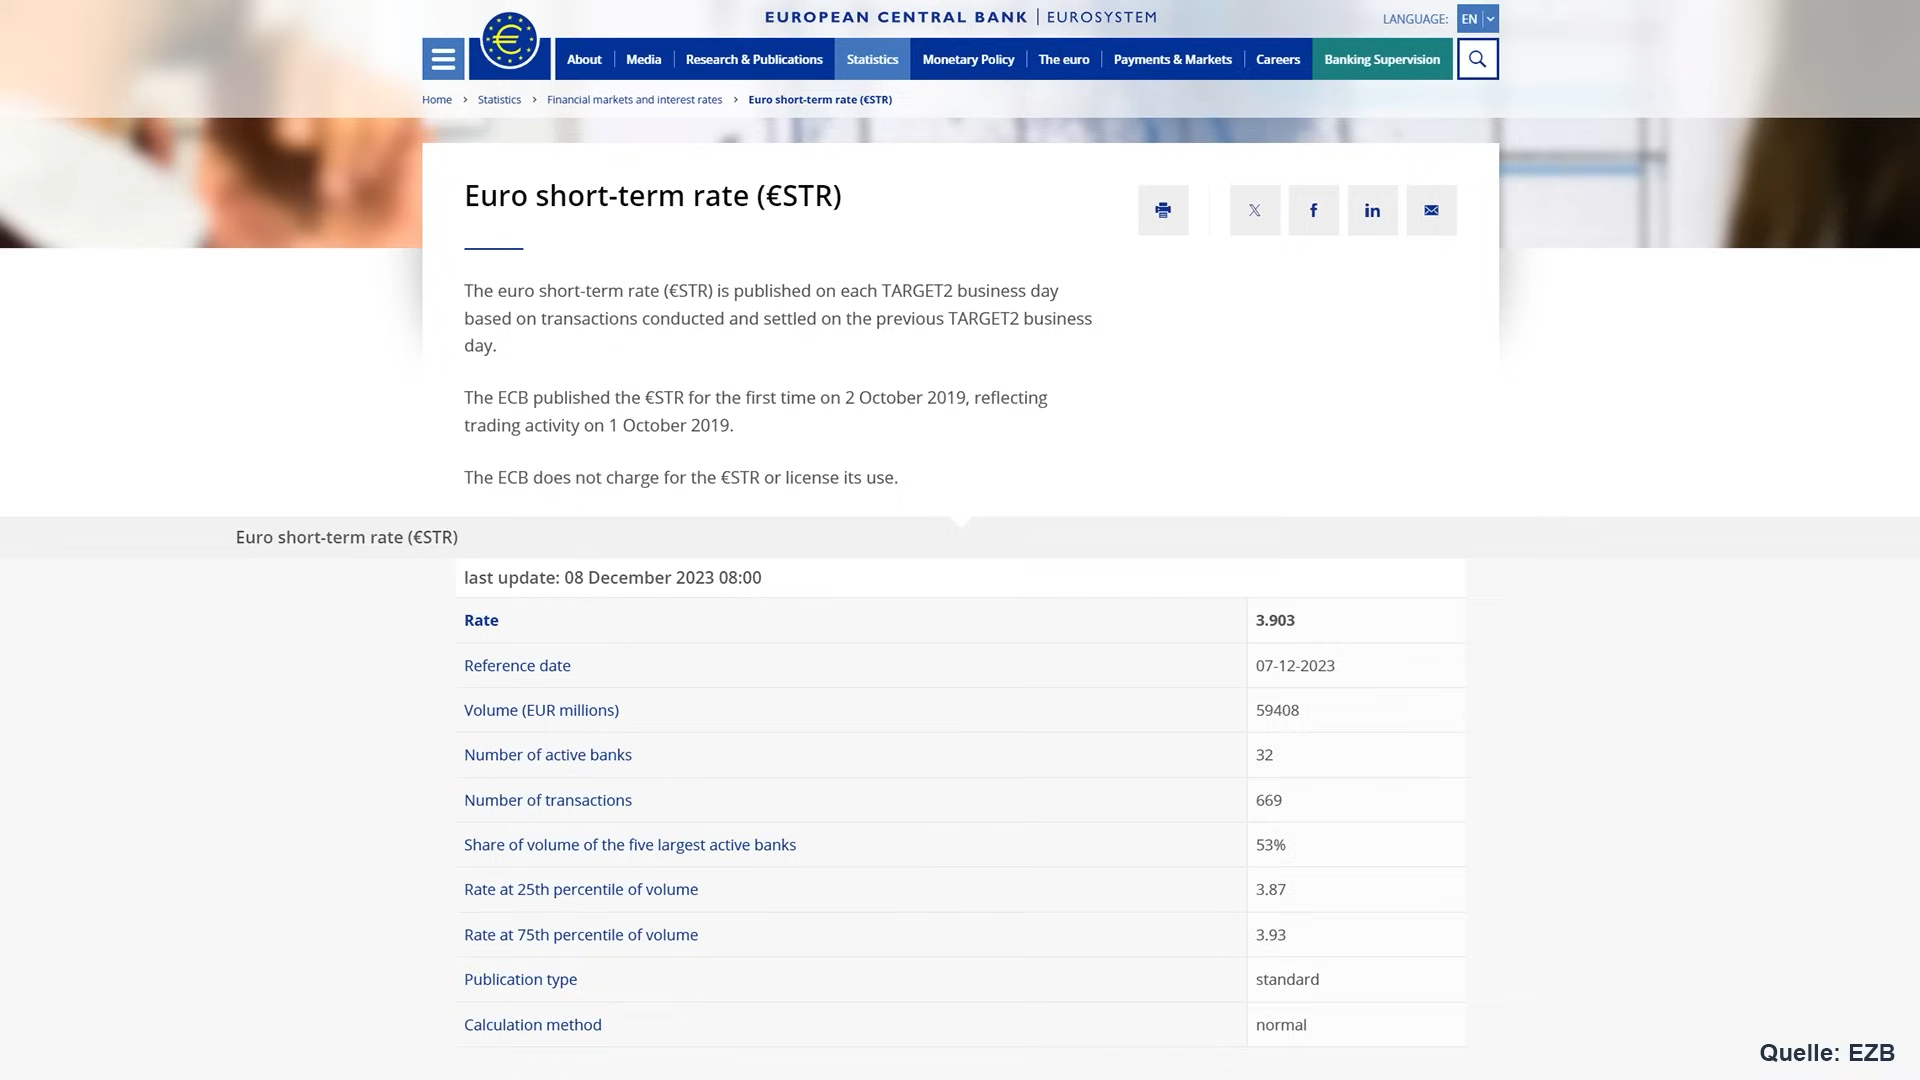 EUROPEAN CENTRAL BANK | EUROSYSTEM
LANGUAGE: EN
About Media Research & Publications Statistics Monetary Policy The euro Payments & Markets Careers Banking Supervision
Home > Statistics > Financial markets and interest rates > Euro short-term rate (€STR)
Euro short-term rate (€STR)
The euro short-term rate (€STR) is published on each TARGET2 business day
based on transactions conducted and settled on the previous TARGET2 business
day.
The ECB published the €STR for the first time on 2 October 2019, reflecting
trading activity on 1 October 2019.
The ECB does not charge for the €STR or license its use.
Euro short-term rate (€STR)
last update: 08 December 2023 08:00
Rate 3.903
Reference date 07-12-2023
Volume (EUR millions) 59408
Number of active banks 32
Number of transactions 669
Share of volume of the five largest active banks 53%
Rate at 25th percentile of volume 3.87
Rate at 75th percentile of volume 3.93
Publication type standard
Calculation method normal
Quelle: EZB